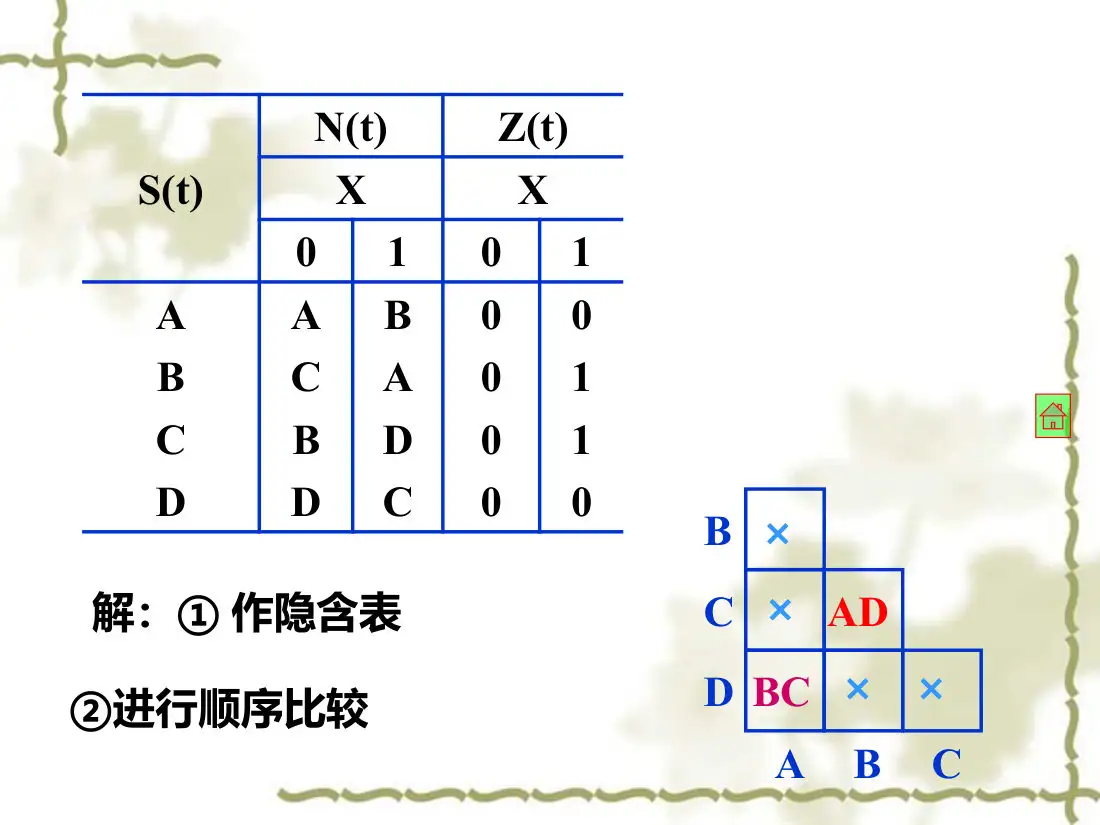 N(t) Z(t)
S(t) X X
0 1 0 1
A A B 0 0
B C A 0 1
C B D 0 1
D D C 0 0
解：① 作隐含表
②进行顺序比较
B ×
C × AD
D BC × ×
A B C